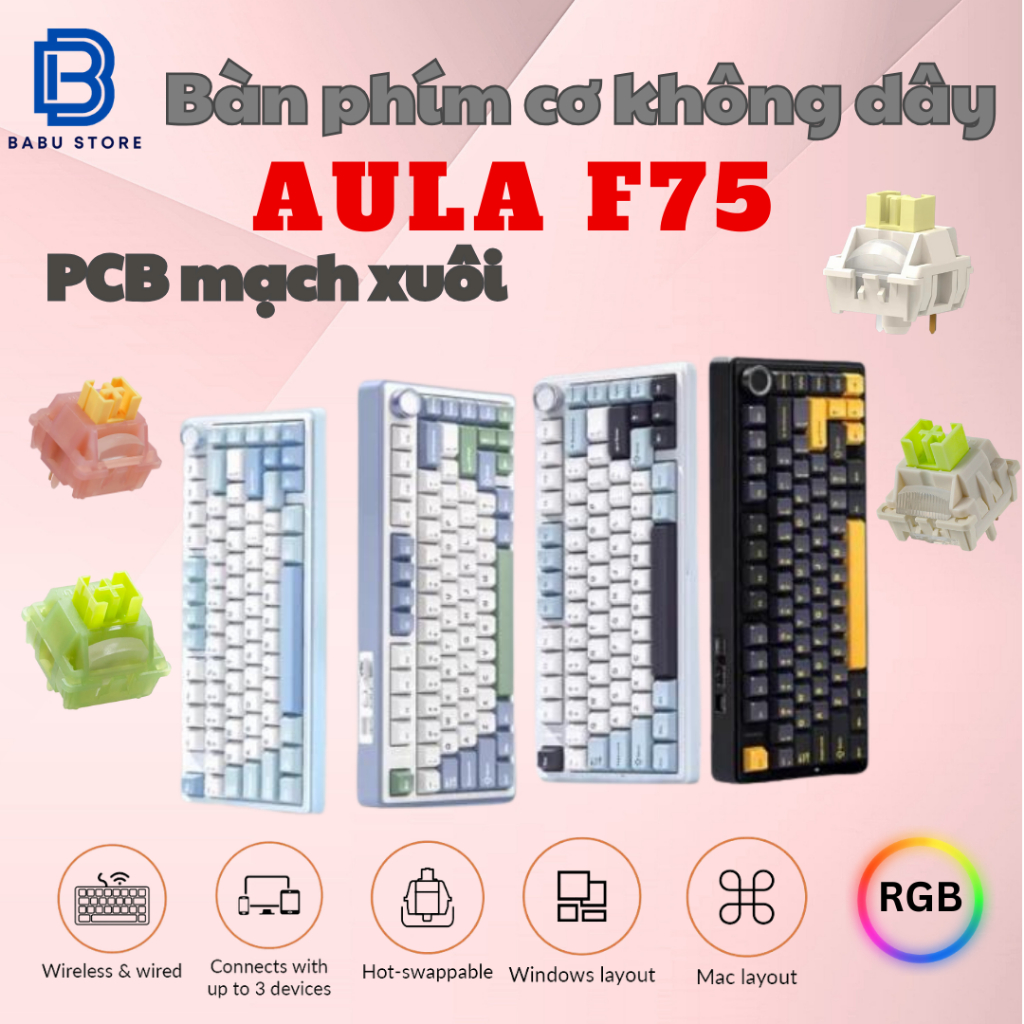 BABU STORE
Bàn phím cơ không dây
AULA F75
PCB mạch xuôi
Wireless & wired
Connects with
up to 3 devices
Hot-swappable
Windows layout
Mac layout
RGB